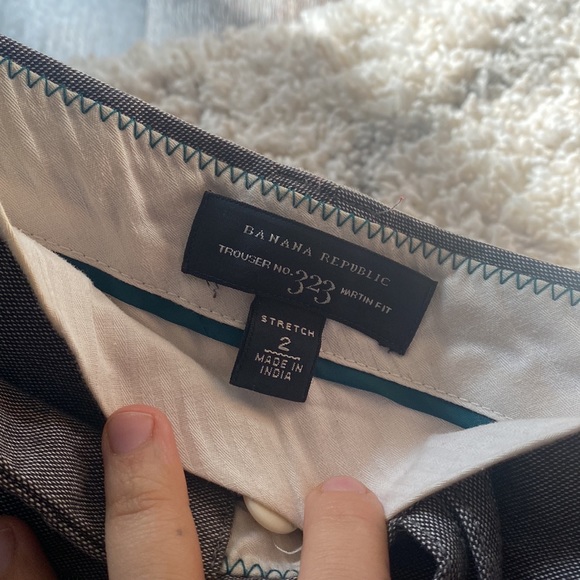 BANANA REPUBLIC
TROUSER NO. 323 MARTIN FIT
STRETCH
2
MADE IN
INDIA